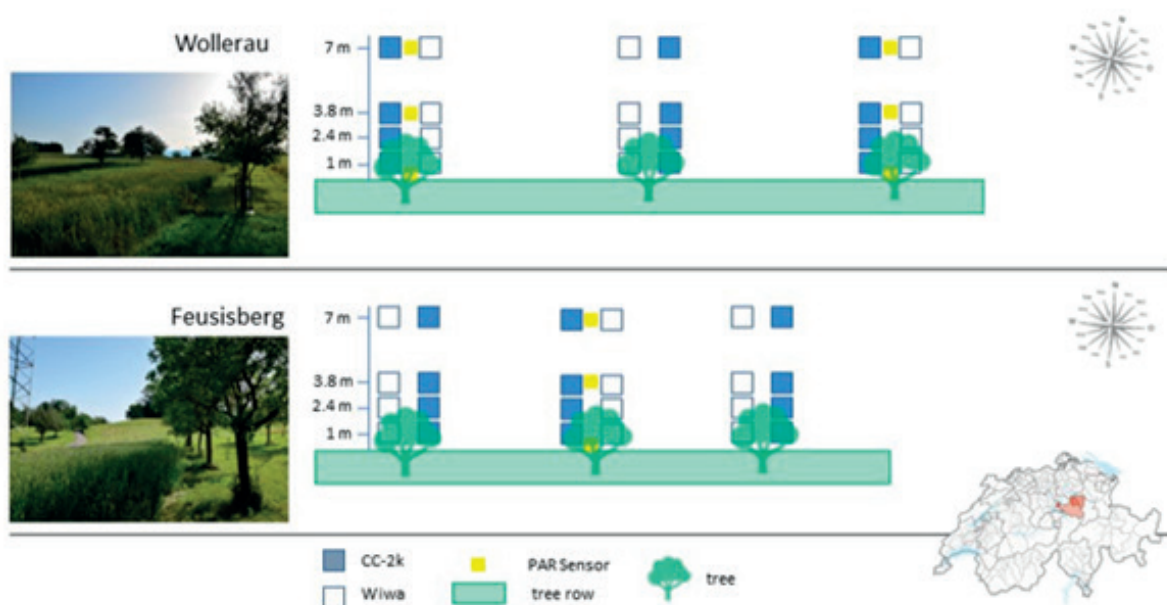 Wollerau
7 m
3.8 m
2.4 m
1 m
Feusisberg
7 m
3.8 m
2.4 m
1 m
CC-2k
PAR Sensor
tree
Wiwa
tree row